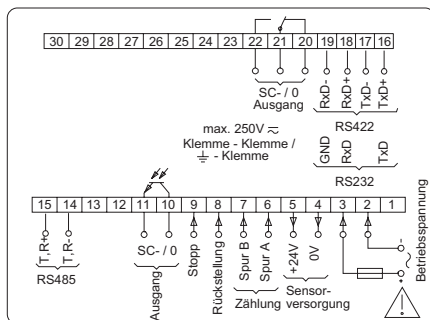 30 29 28 27 26 25 24 23 22 21 20 19 18 17 16
SC- / 0
Ausgang
RxD-
RxD+
TxD-
TxD+
RS422
max. 250V ⎓
Klemme - Klemme /
⏚ - Klemme
GND
RxD
TxD
RS232
15 14 13 12 11 10 9 8 7 6 5 4 3 2 1
T,R+
T,R-
RS485
SC- / 0
Ausgang
Stopp
Rückstellung
Spur B
Spur A
Zählung
+24V
0V
Sensor-
versorgung
-
+
Betriebsspannung
!